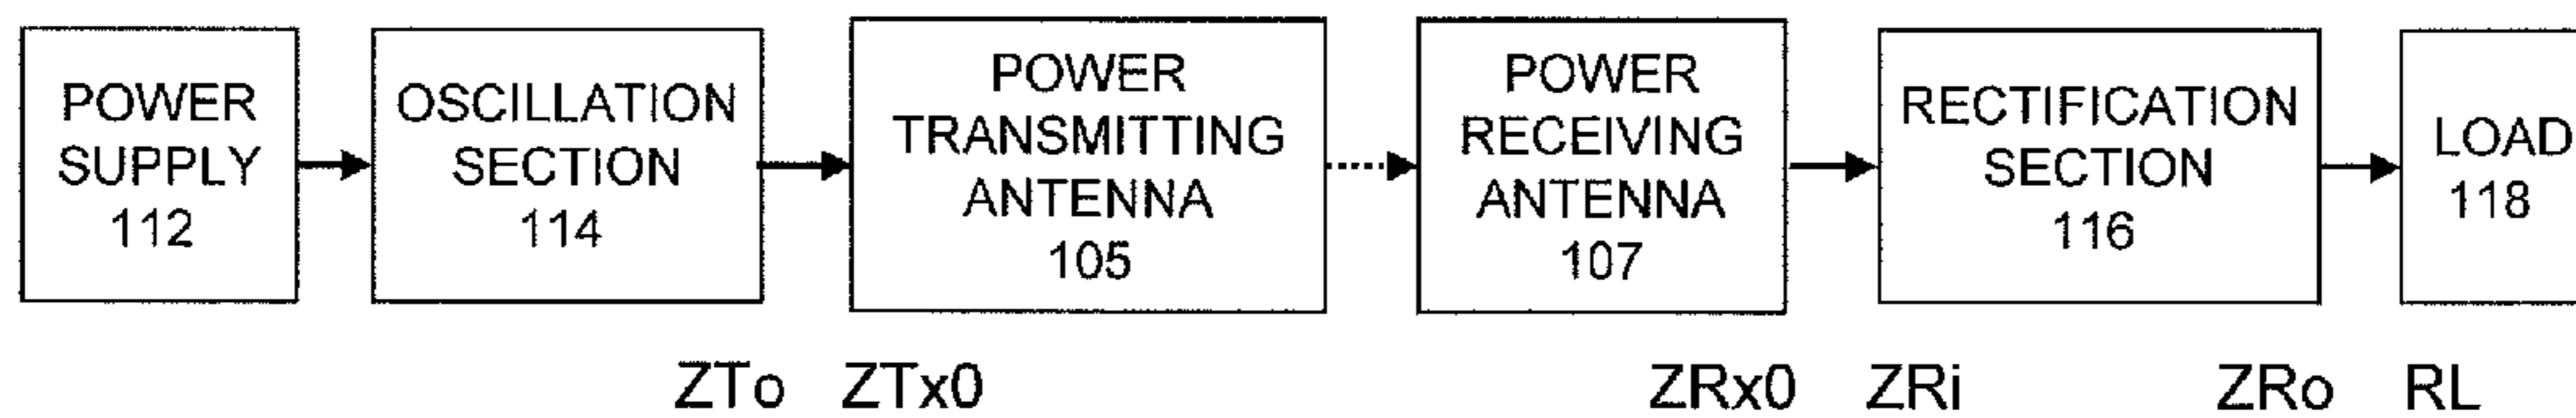 POWER
SUPPLY
112
OSCILLATION
SECTION
114
POWER
TRANSMITTING
ANTENNA
105
POWER
RECEIVING
ANTENNA
107
RECTIFICATION
SECTION
116
LOAD
118
ZTo ZTx0 ZRx0 ZRi ZRo RL